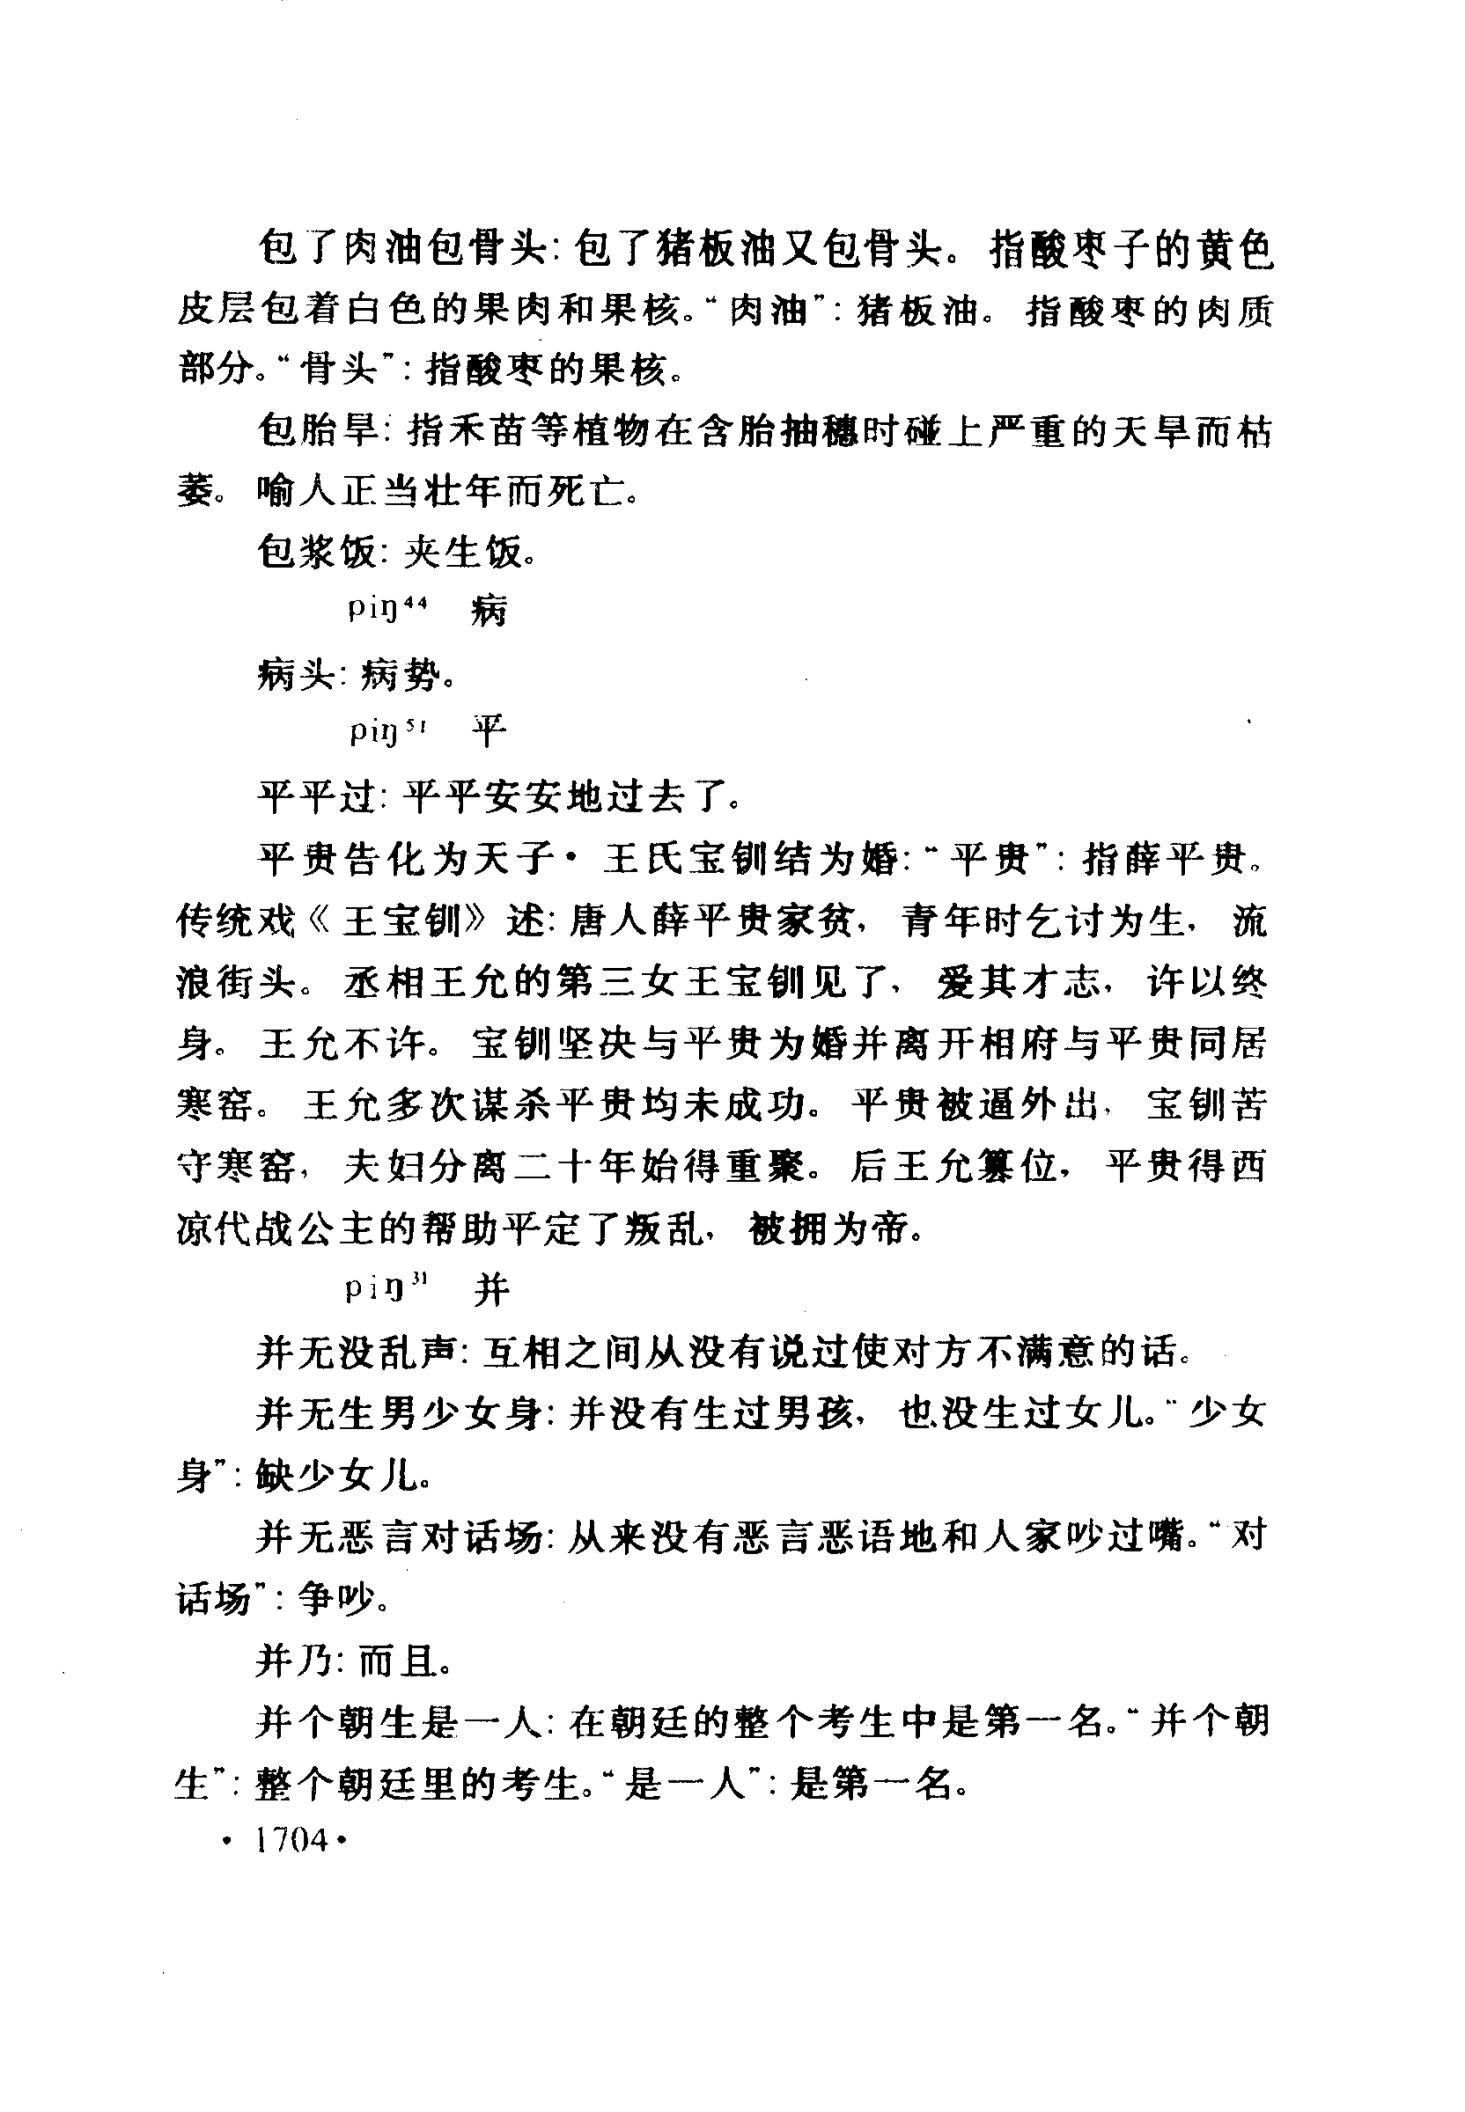 包了肉油包骨头：包了猪板油又包骨头。指酸枣子的黄色
皮层包着白色的果肉和果核。“肉油”：猪板油。指酸枣的肉质
部分。“骨头”：指酸枣的果核。
包胎旱：指禾苗等植物在含胎抽穗时碰上严重的天旱而枯
萎。喻人正当壮年而死亡。
包浆饭：夹生饭。
piŋ⁴⁴ 病
病头：病势。
piŋ⁵¹ 平
平平过：平平安安地过去了。
平贵告化为天子·王氏宝钏结为婚：“平贵”：指薛平贵。
传统戏《王宝钏》述：唐人薛平贵家贫，青年时乞讨为生，流
浪街头。丞相王允的第三女王宝钏见了，爱其才志，许以终
身。王允不许。宝钏坚决与平贵为婚并离开相府与平贵同居
寒窑。王允多次谋杀平贵均未成功。平贵被逼外出，宝钏苦
守寒窑，夫妇分离二十年始得重聚。后王允篡位，平贵得西
凉代战公主的帮助平定了叛乱，被拥为帝。
piŋ³¹ 并
并无没乱声：互相之间从没有说过使对方不满意的话。
并无生男少女身：并没有生过男孩，也没生过女儿。“少女
身”：缺少女儿。
并无恶言对话场：从来没有恶言恶语地和人家吵过嘴。“对
话场”：争吵。
并乃：而且。
并个朝生是一人：在朝廷的整个考生中是第一名。“并个朝
生”：整个朝廷里的考生。“是一人”：是第一名。
·1704·